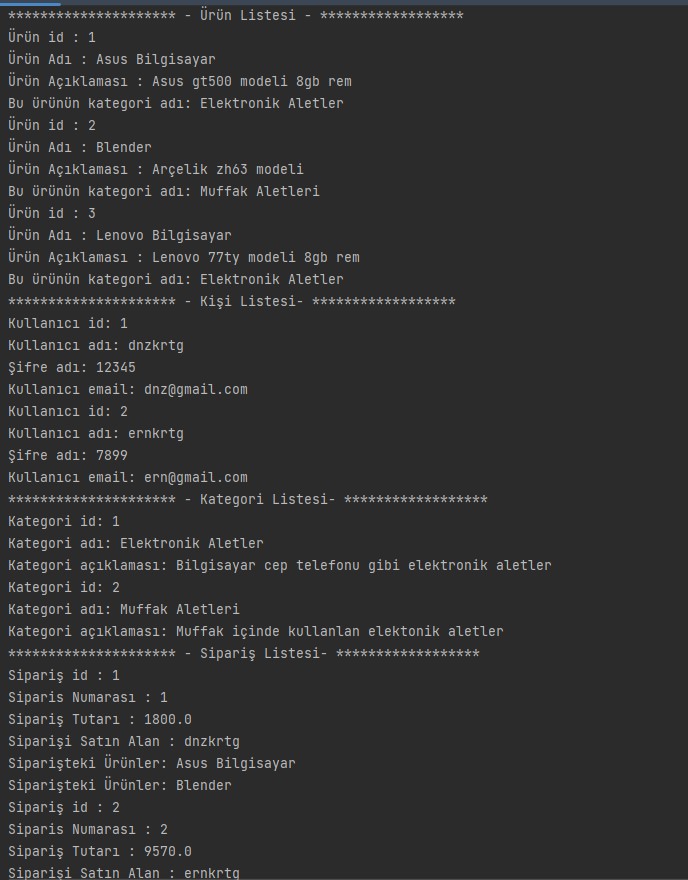 ********************* - Ürün Listesi - ******************
Ürün id : 1
Ürün Adı : Asus Bilgisayar
Ürün Açıklaması : Asus gt500 modeli 8gb rem
Bu ürünün kategori adı: Elektronik Aletler
Ürün id : 2
Ürün Adı : Blender
Ürün Açıklaması : Arçelik zh63 modeli
Bu ürünün kategori adı: Muffak Aletleri
Ürün id : 3
Ürün Adı : Lenovo Bilgisayar
Ürün Açıklaması : Lenovo 77ty modeli 8gb rem
Bu ürünün kategori adı: Elektronik Aletler
********************* - Kişi Listesi- ******************
Kullanıcı id: 1
Kullanıcı adı: dnzkrtg
Şifre adı: 12345
Kullanıcı email: dnz@gmail.com
Kullanıcı id: 2
Kullanıcı adı: ernkrtg
Şifre adı: 7899
Kullanıcı email: ern@gmail.com
********************* - Kategori Listesi- ******************
Kategori id: 1
Kategori adı: Elektronik Aletler
Kategori açıklaması: Bilgisayar cep telefonu gibi elektronik aletler
Kategori id: 2
Kategori adı: Muffak Aletleri
Kategori açıklaması: Muffak içinde kullanlan elektonik aletler
********************* - Sipariş Listesi- ******************
Sipariş id : 1
Siparis Numarası : 1
Sipariş Tutarı : 1800.0
Siparişi Satın Alan : dnzkrtg
Siparişteki Ürünler: Asus Bilgisayar
Siparişteki Ürünler: Blender
Sipariş id : 2
Siparis Numarası : 2
Sipariş Tutarı : 9570.0
Siparişi Satın Alan : ernkrtg